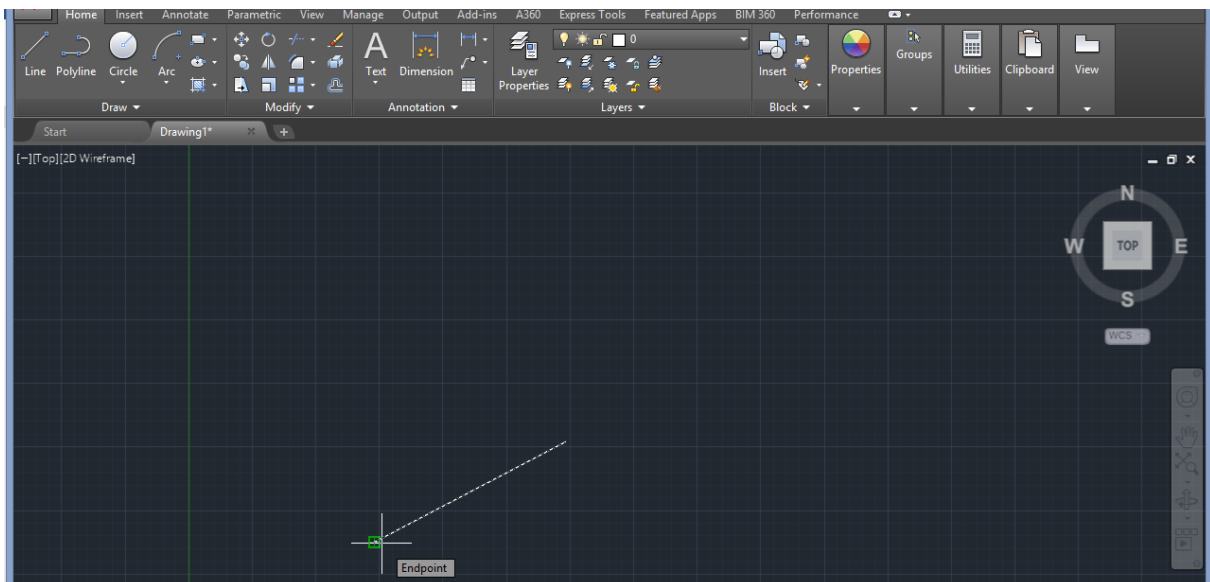 Home Insert Annotate Parametric View Manage Output Add-ins A360 Express Tools Featured Apps BIM 360 Performance
Line Polyline Circle Arc
Text Dimension
Layer Properties
0
Insert
Properties
Groups
Utilities
Clipboard
View
Draw Modify Annotation Layers Block
Start Drawing1* +
[−][Top][2D Wireframe]
N
W TOP E
S
WCS
Endpoint